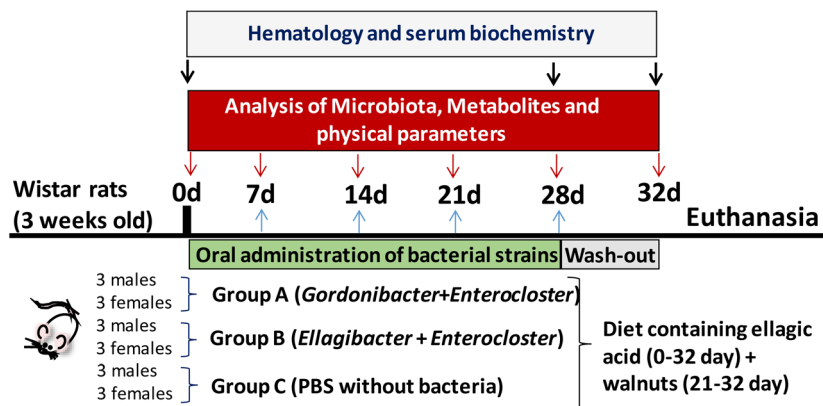 Hematology and serum biochemistry
Analysis of Microbiota, Metabolites and
physical parameters
Wistar rats
(3 weeks old)
0d
7d
14d
21d
28d
32d
Euthanasia
Oral administration of bacterial strains
Wash-out
3 males
3 females
Group A (Gordonibacter+Enterocloster)
3 males
3 females
Group B (Ellagibacter + Enterocloster)
3 males
3 females
Group C (PBS without bacteria)
Diet containing ellagic
acid (0-32 day) +
walnuts (21-32 day)